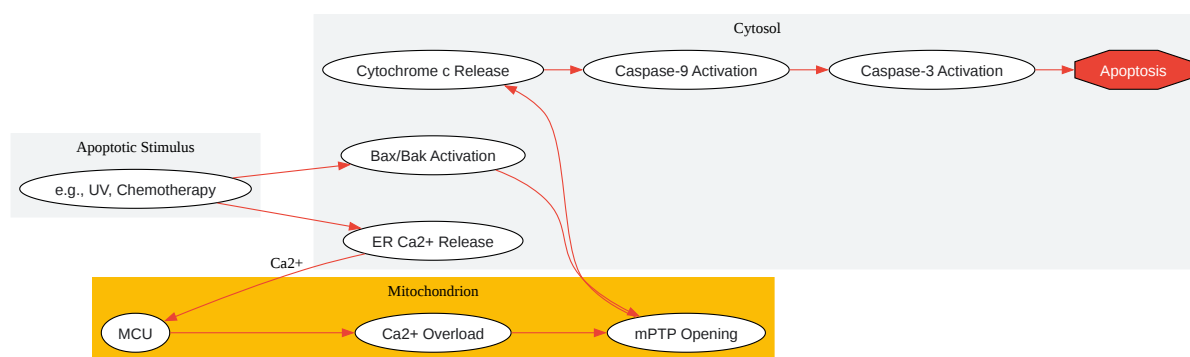 Cytosol
Cytochrome c Release
Caspase-9 Activation
Caspase-3 Activation
Apoptosis
Apoptotic Stimulus
e.g., UV, Chemotherapy
Bax/Bak Activation
ER Ca2+ Release
Ca2+
Mitochondrion
MCU
Ca2+ Overload
mPTP Opening